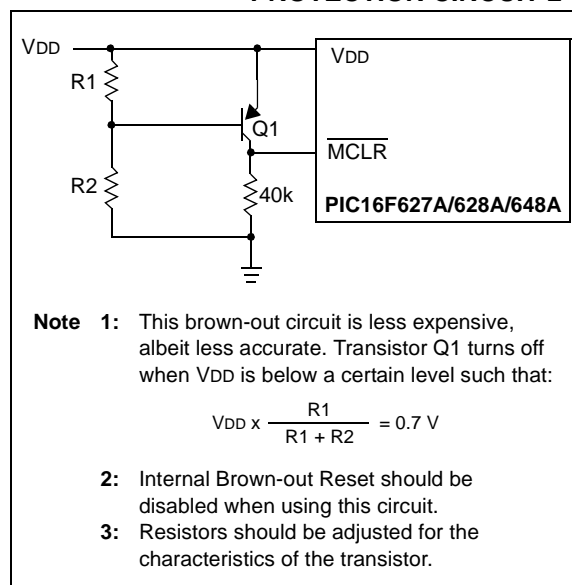 VDD
VDD
R1
Q1
MCLR
R2
40k
PIC16F627A/628A/648A
Note 1: This brown-out circuit is less expensive,
albeit less accurate. Transistor Q1 turns off
when VDD is below a certain level such that:
VDD x R1 / R1 + R2 = 0.7 V
2: Internal Brown-out Reset should be
disabled when using this circuit.
3: Resistors should be adjusted for the
characteristics of the transistor.